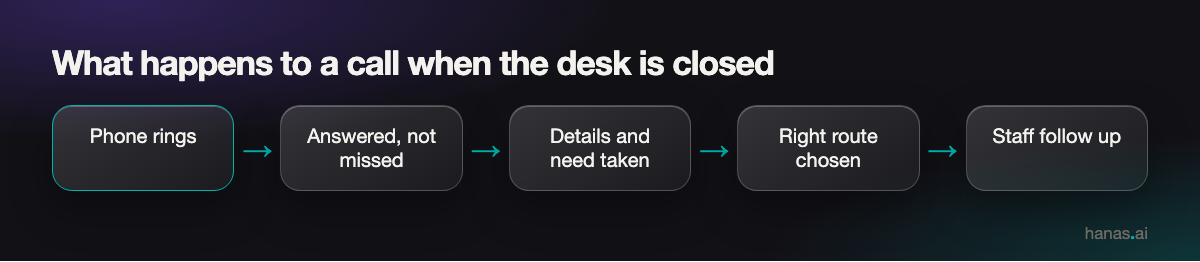 What happens to a call when the desk is closed
Phone rings
Answered, not
missed
Details and
need taken
Right route
chosen
Staff follow up
hanas.ai